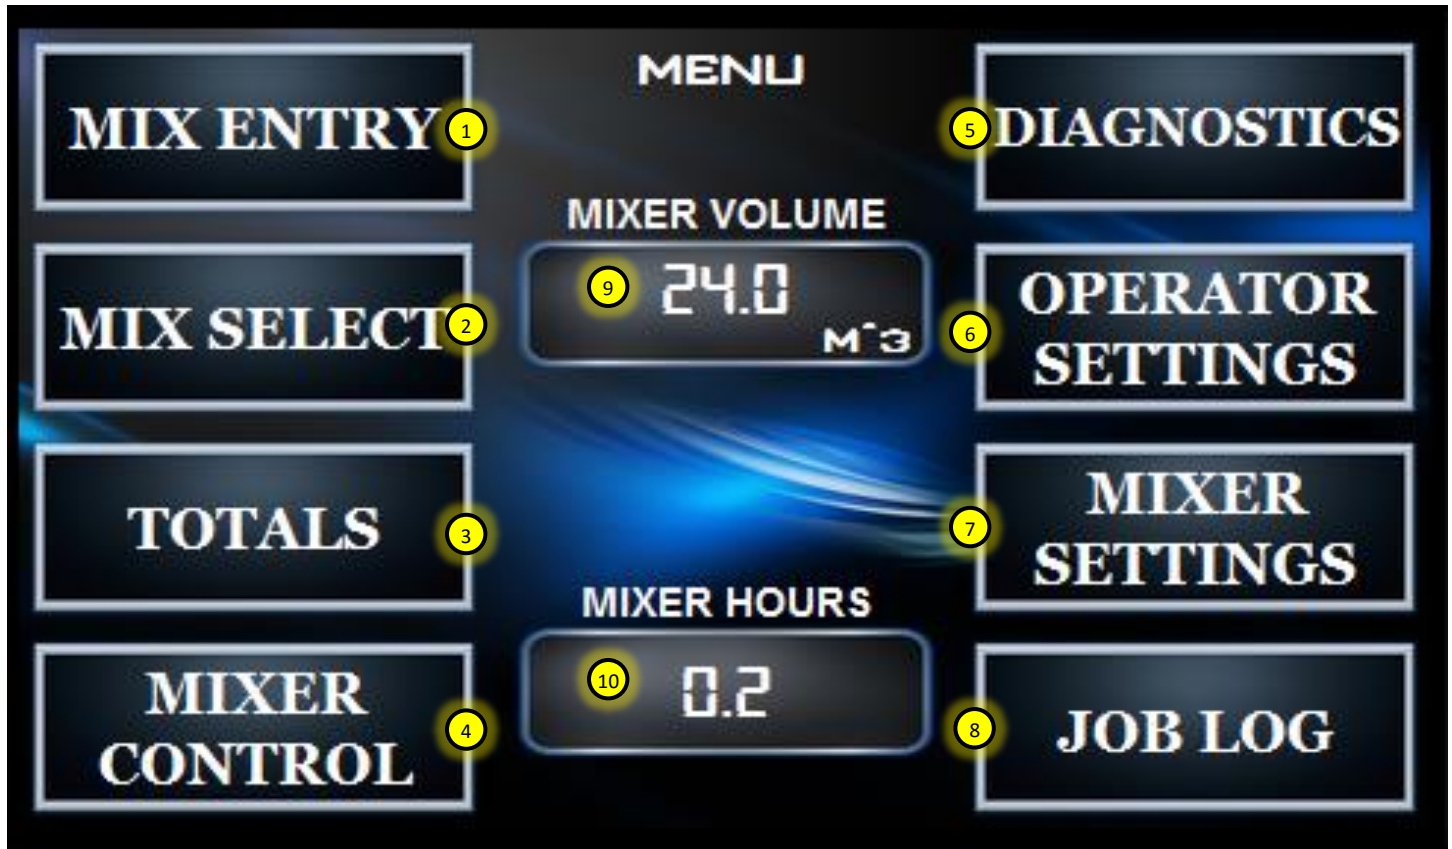 MENU
MIX ENTRY
1
MIX SELECT
2
TOTALS
3
MIXER
CONTROL
4
MIXER VOLUME
9
24.0
M^3
MIXER HOURS
10
0.2
5
DIAGNOSTICS
6
OPERATOR
SETTINGS
7
MIXER
SETTINGS
8
JOB LOG